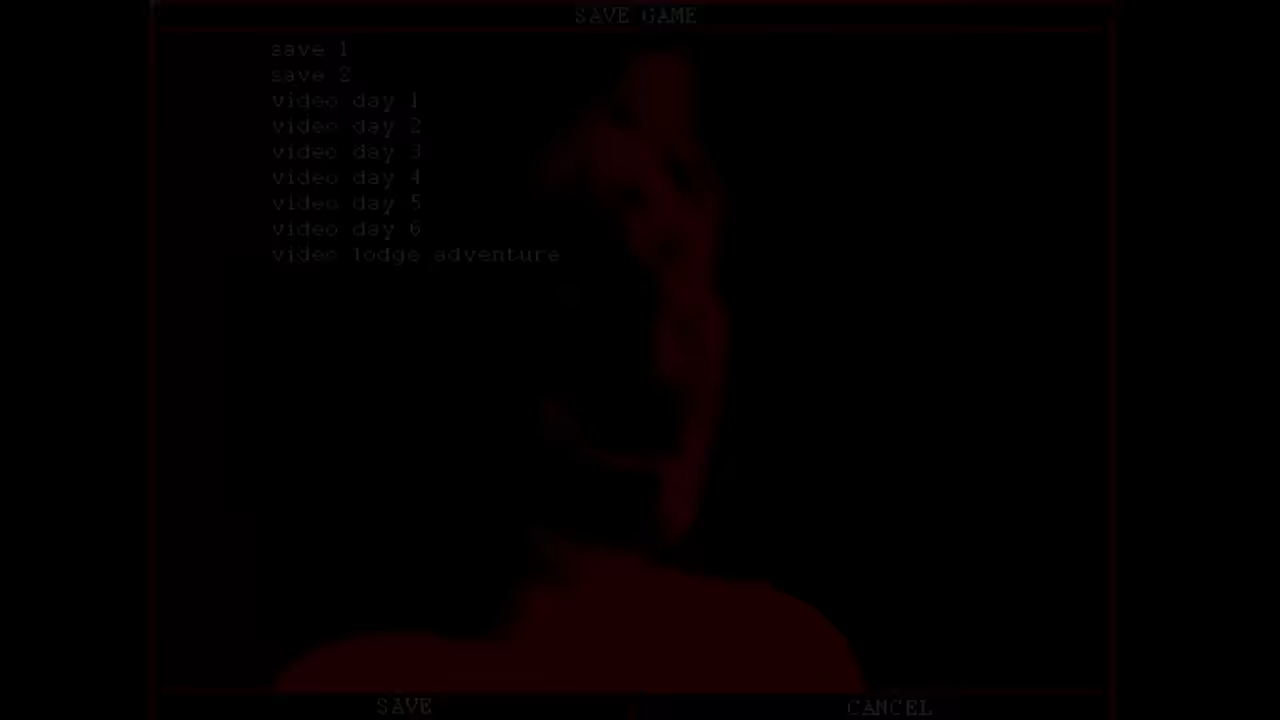 SAVE GAME
save 1
save 2
video day 1
video day 2
video day 3
video day 4
video day 5
video day 6
video lodge adventure
SAVE
CANCEL